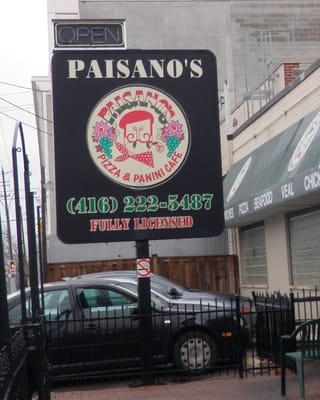 OPEN
PAISANO'S
PAISANO'S
PIZZA & PANINI CAFE
(416) 222-5487
FULLY LICENSED
PIZZA SEAFOOD VEAL